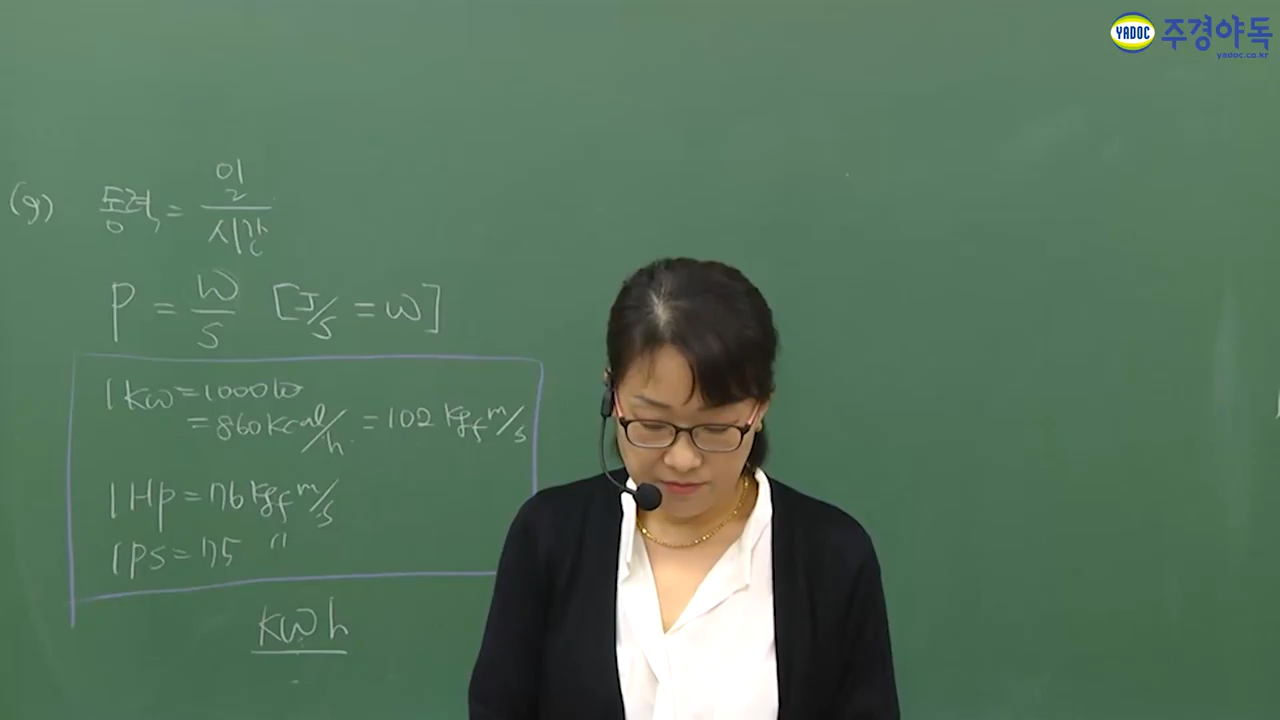 YADOC 주경야독
yadoc.co.kr
(9) 동력 = 일/시간
P = W/S [J/S = W]
1KW = 1000W
= 860Kcal/h = 102 kgf m/s
1Hp = 76 kgf m/s
1PS = 75 〃
KWh